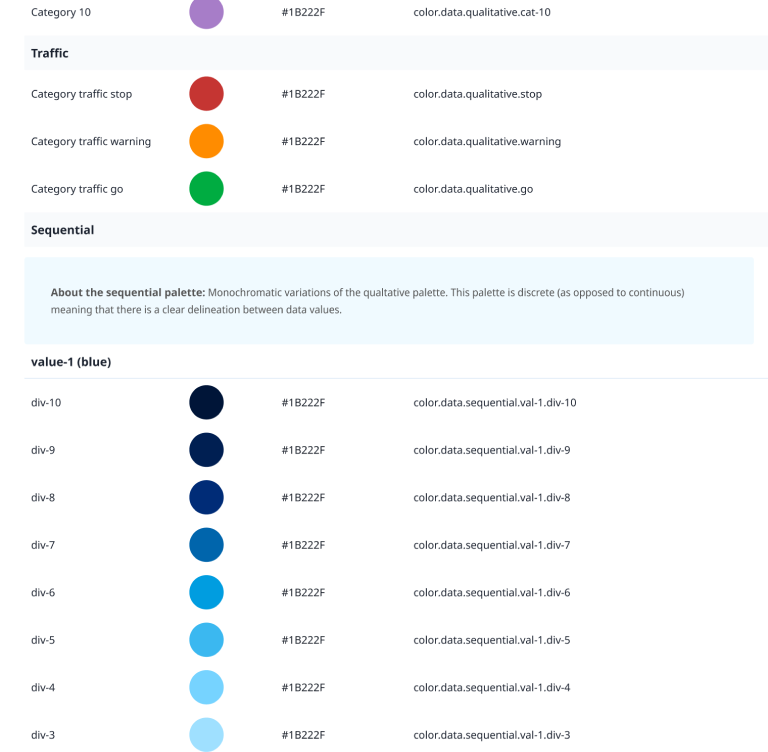 Category 10 #1B222F color.data.qualitative.cat-10
Traffic
Category traffic stop #1B222F color.data.qualitative.stop
Category traffic warning #1B222F color.data.qualitative.warning
Category traffic go #1B222F color.data.qualitative.go
Sequential
About the sequential palette: Monochromatic variations of the qualtative palette. This palette is discrete (as opposed to continuous)
meaning that there is a clear delineation between data values.
value-1 (blue)
div-10 #1B222F color.data.sequential.val-1.div-10
div-9 #1B222F color.data.sequential.val-1.div-9
div-8 #1B222F color.data.sequential.val-1.div-8
div-7 #1B222F color.data.sequential.val-1.div-7
div-6 #1B222F color.data.sequential.val-1.div-6
div-5 #1B222F color.data.sequential.val-1.div-5
div-4 #1B222F color.data.sequential.val-1.div-4
div-3 #1B222F color.data.sequential.val-1.div-3